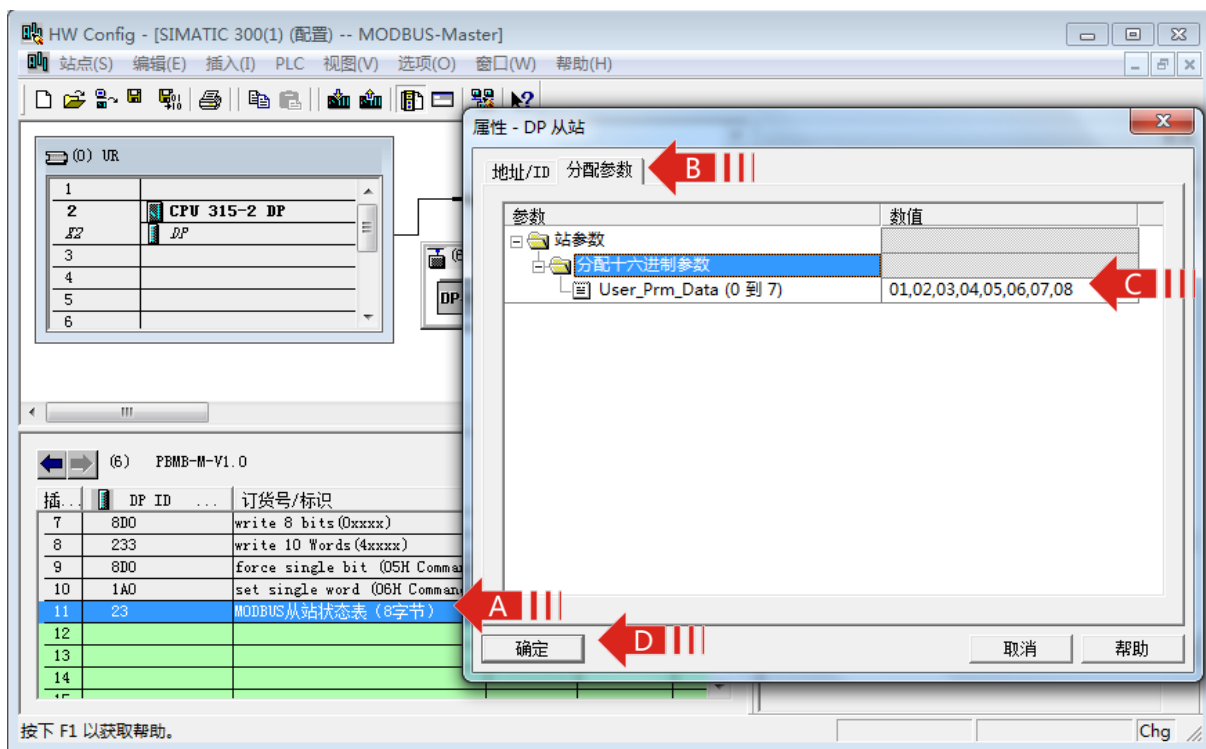 HW Config - [SIMATIC 300(1) (配置) -- MODBUS-Master]
站点(S) 编辑(E) 插入(I) PLC 视图(V) 选项(O) 窗口(W) 帮助(H)
(0) UR
1
2 CPU 315-2 DP
X2 DP
3
4
5
6
属性 - DP 从站
地址/ID 分配参数
B
参数 数值
站参数
分配十六进制参数
User_Prm_Data (0 到 7) 01,02,03,04,05,06,07,08
C
确定 取消 帮助
D
(6) PBMB-M-V1.0
插... DP ID ... 订货号/标识
7 8DO write 8 bits(0xxxx)
8 233 write 10 Words(4xxxx)
9 8DO force single bit (05H Comma
10 1AO set single word (06H Comman
11 23 MODBUS从站状态表（8字节）
A
12
13
14
按下 F1 以获取帮助。
Chg